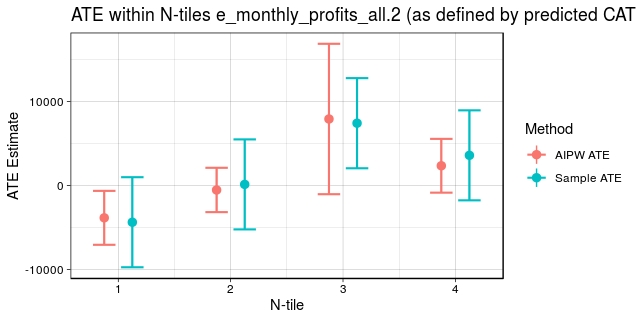 ATE within N-tiles e_monthly_profits_all.2 (as defined by predicted CAT
ATE Estimate
10000
0
-10000
1 2 3 4
N-tile
Method
AIPW ATE
Sample ATE